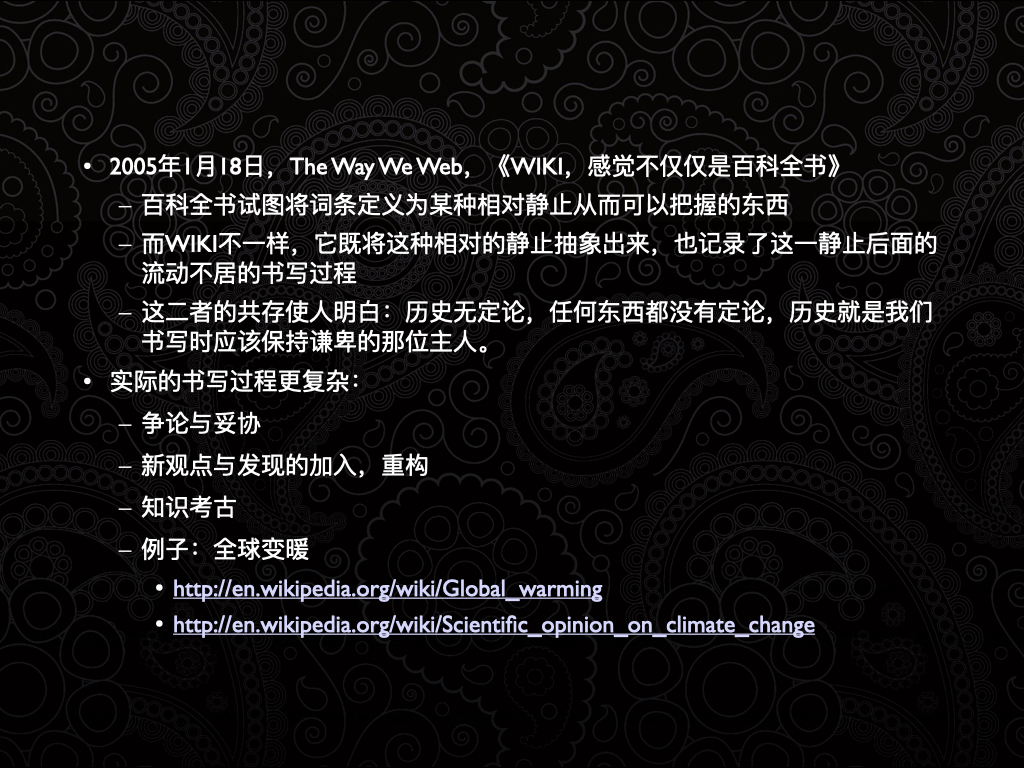 • 2005年1月18日，The Way We Web，《WIKI，感觉不仅仅是百科全书》
– 百科全书试图将词条定义为某种相对静止从而可以把握的东西
– 而WIKI不一样，它既将这种相对的静止抽象出来，也记录了这一静止后面的
流动不居的书写过程
– 这二者的共存使人明白：历史无定论，任何东西都没有定论，历史就是我们
书写时应该保持谦卑的那位主人。
• 实际的书写过程更复杂：
– 争论与妥协
– 新观点与发现的加入，重构
– 知识考古
– 例子：全球变暖
• http://en.wikipedia.org/wiki/Global_warming
• http://en.wikipedia.org/wiki/Scientific_opinion_on_climate_change